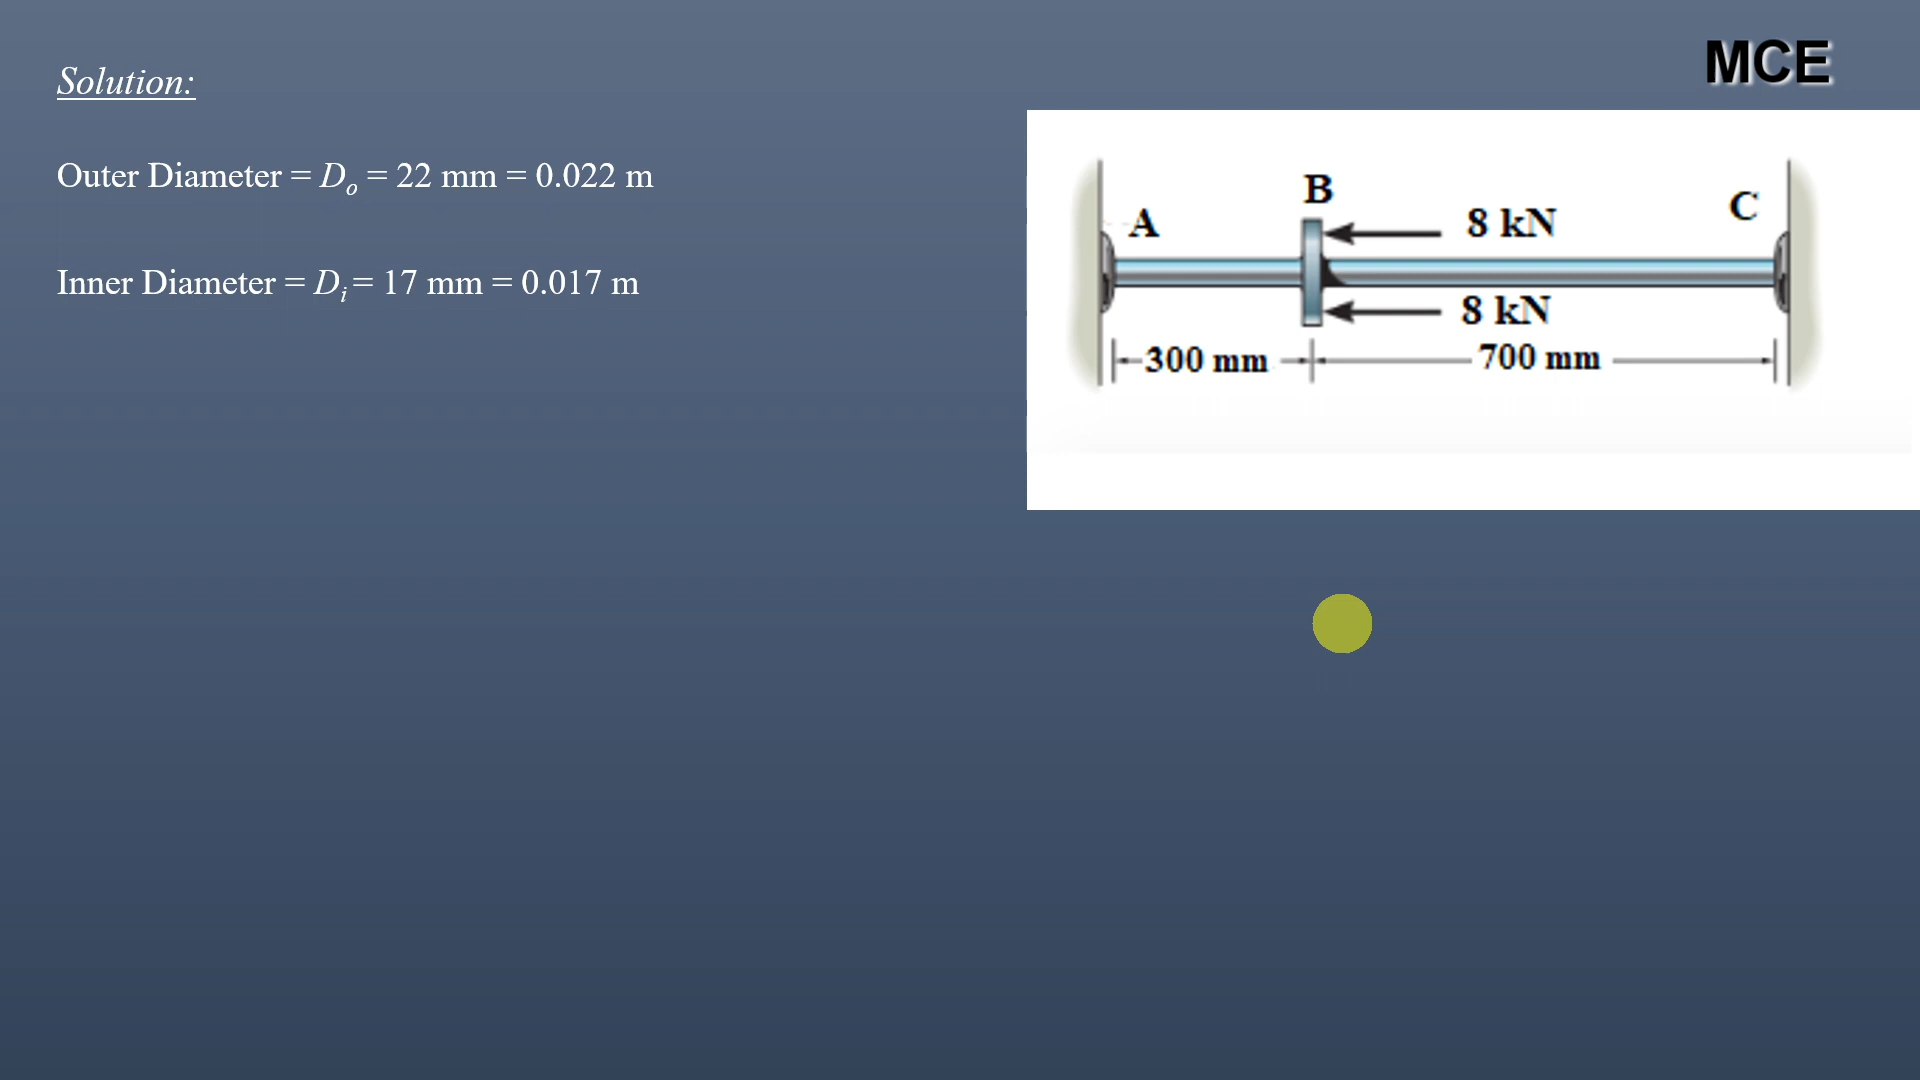 MCE
Solution:
Outer Diameter = Dₒ = 22 mm = 0.022 m
Inner Diameter = Dᵢ = 17 mm = 0.017 m
B
A
8 kN
C
8 kN
300 mm
700 mm